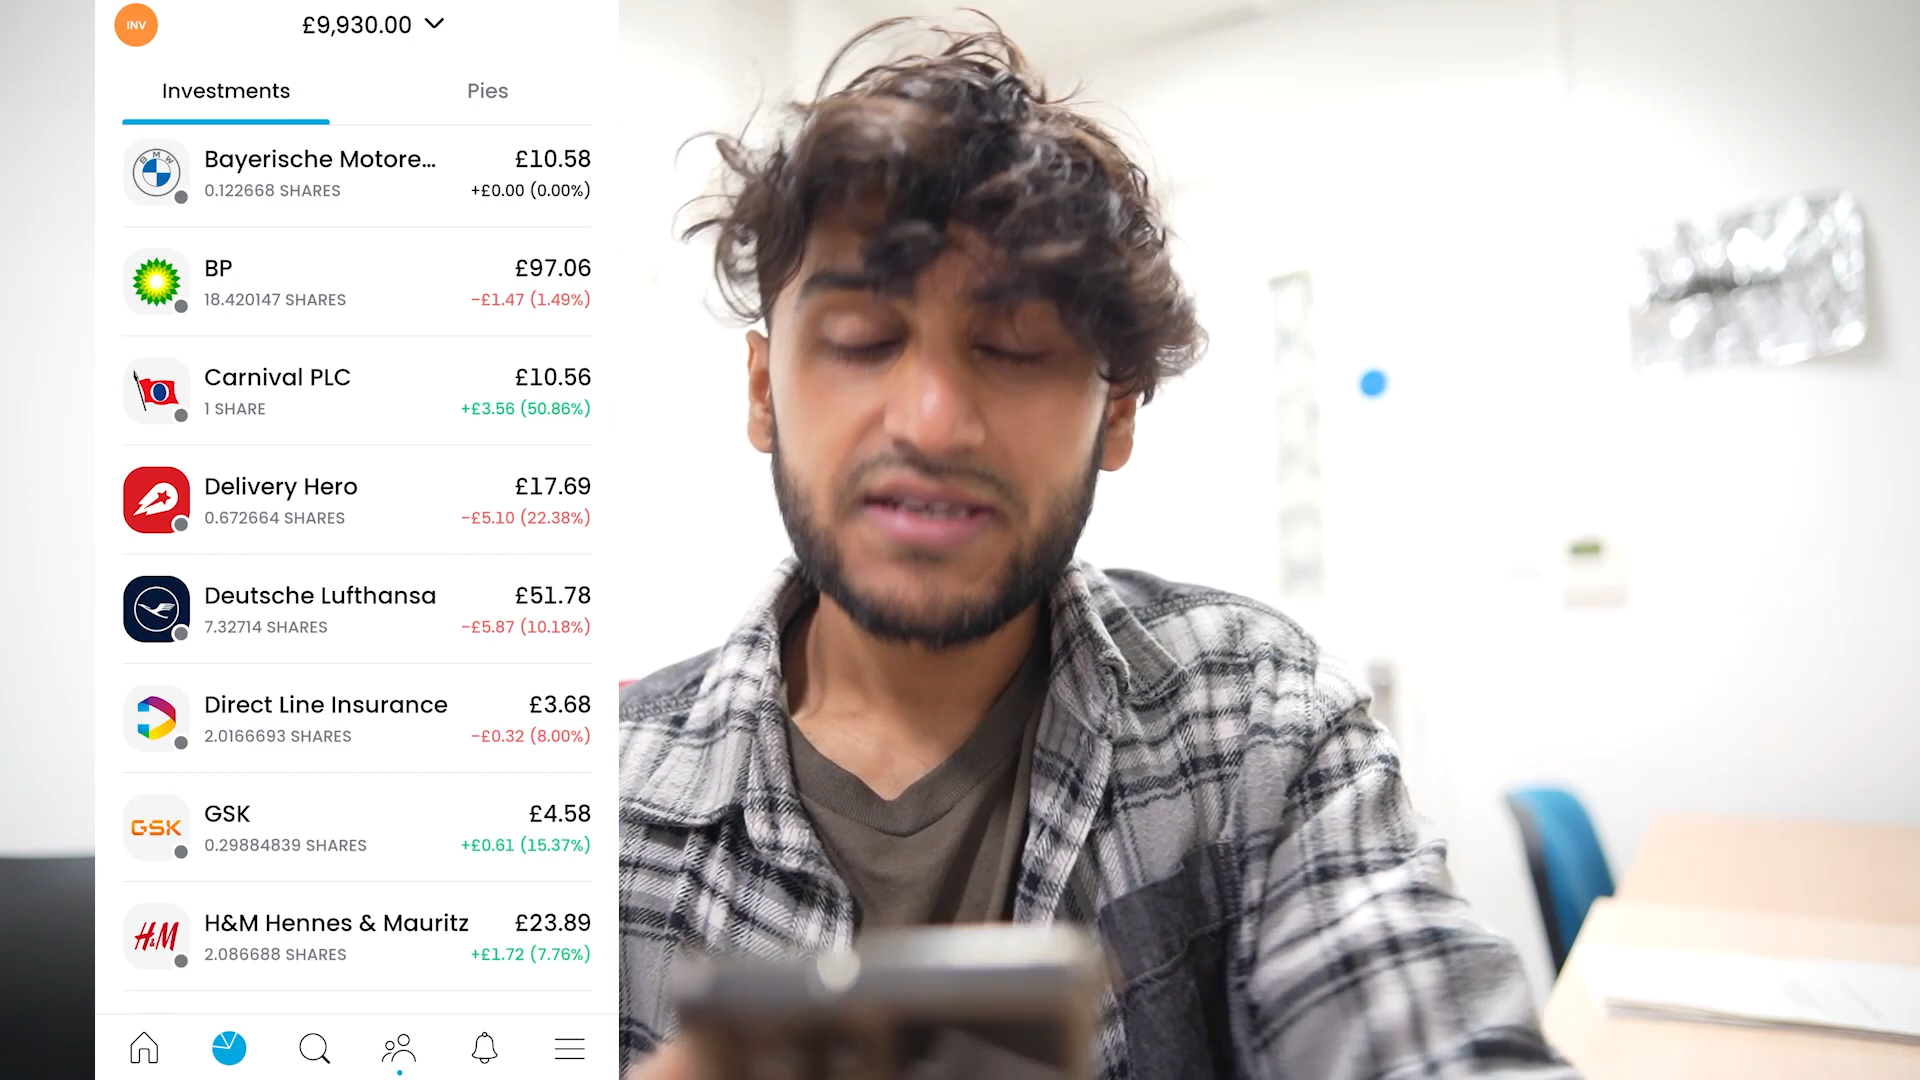 INV
£9,930.00
Investments
Pies
BMW
Bayerische Motore...
£10.58
0.122668 SHARES
+£0.00 (0.00%)
BP
£97.06
18.420147 SHARES
−£1.47 (1.49%)
Carnival PLC
£10.56
1 SHARE
+£3.56 (50.86%)
Delivery Hero
£17.69
0.672664 SHARES
−£5.10 (22.38%)
Deutsche Lufthansa
£51.78
7.32714 SHARES
−£5.87 (10.18%)
Direct Line Insurance
£3.68
2.0166693 SHARES
−£0.32 (8.00%)
GSK
GSK
£4.58
0.29884839 SHARES
+£0.61 (15.37%)
H&M
H&M Hennes & Mauritz
£23.89
2.086688 SHARES
+£1.72 (7.76%)